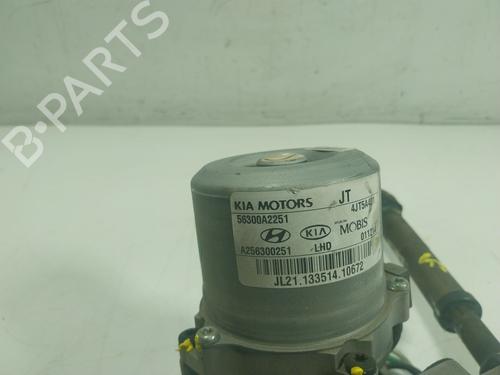 B-PARTS
KIA MOTORS JT
56300A2251
KIA MOBIS
A256300251 LHD
JL21.133514.10672